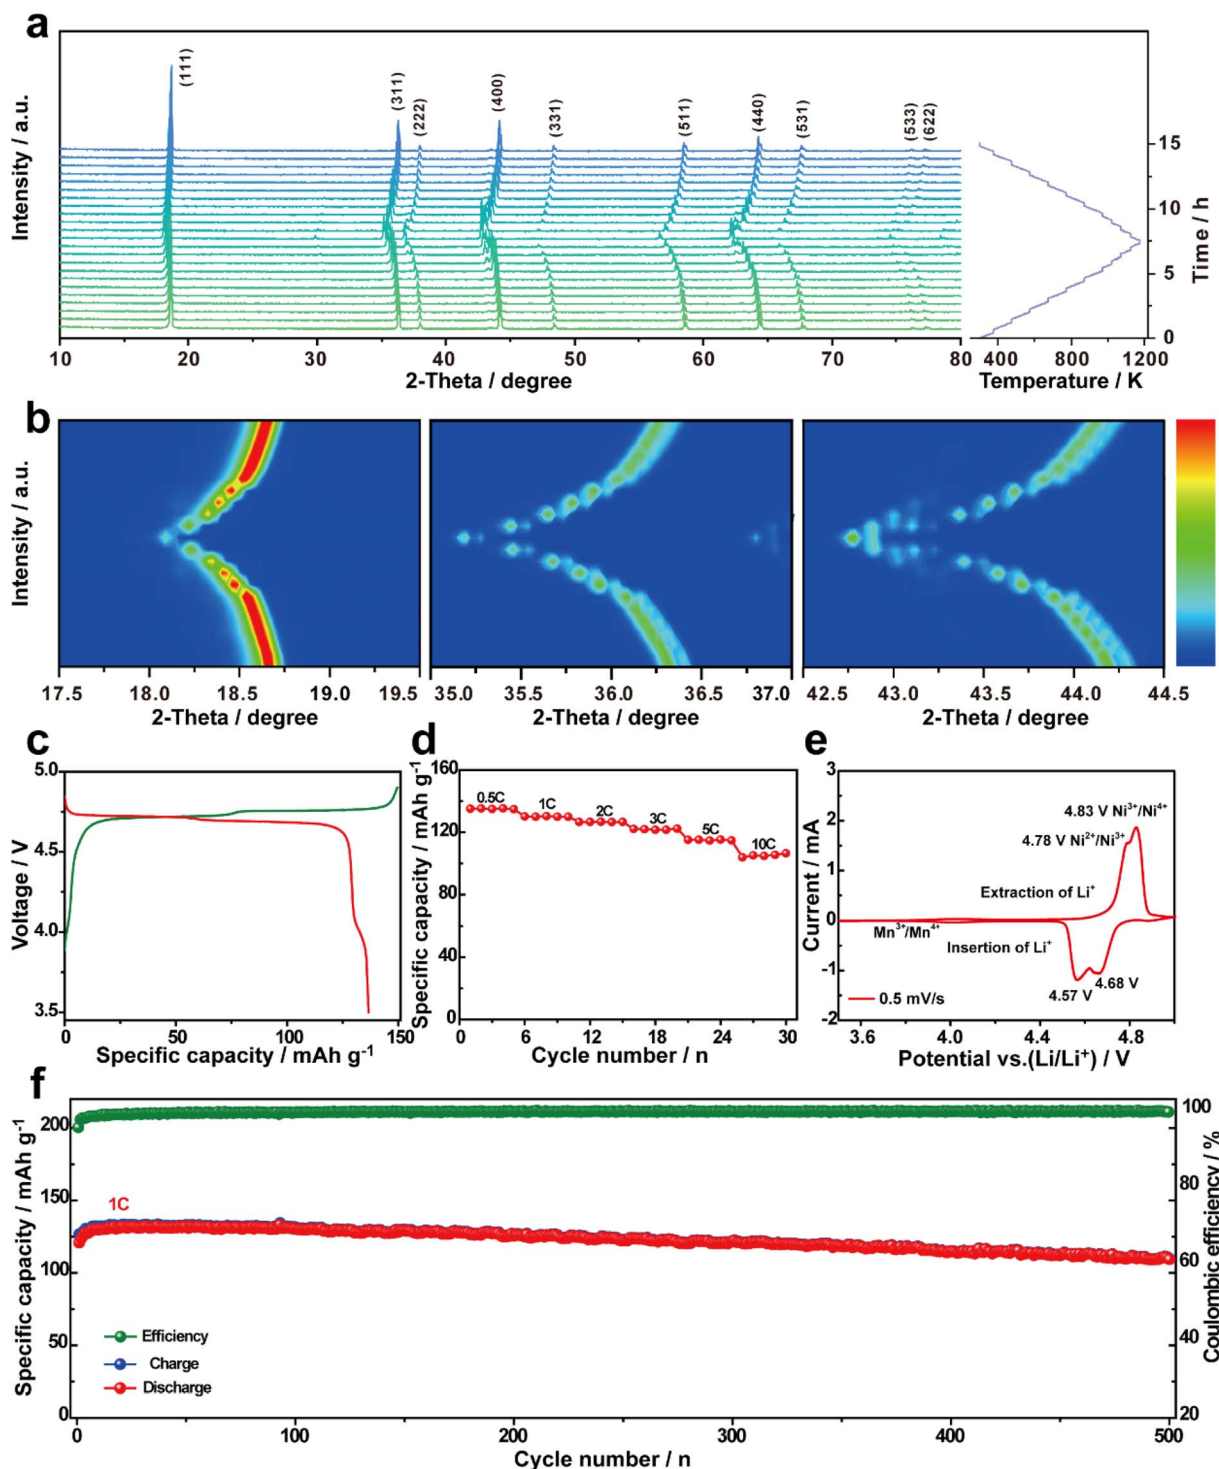 a
Intensity / a.u.
(111)
(311)
(222)
(400)
(331)
(511)
(440)
(531)
(533)
(622)
15
10
5
0
Time / h
10 20 30 40 50 60 70 80
2-Theta / degree
400 800 1200
Temperature / K
b
Intensity / a.u.
17.5 18.0 18.5 19.0 19.5
2-Theta / degree
35.0 35.5 36.0 36.5 37.0
2-Theta / degree
42.5 43.0 43.5 44.0 44.5
2-Theta / degree
c
Voltage / V
5.0
4.5
4.0
3.5
0 50 100 150
Specific capacity / mAh g⁻¹
d
Specific capacity / mAh g⁻¹
160
120
80
40
0
0.5C 1C 2C 3C 5C 10C
0 6 12 18 24 30
Cycle number / n
e
Current / mA
3
2
1
0
-1
-2
4.83 V Ni³⁺/Ni⁴⁺
4.78 V Ni²⁺/Ni³⁺
Extraction of Li⁺
Mn³⁺/Mn⁴⁺
Insertion of Li⁺
4.57 V
4.68 V
0.5 mV/s
3.6 4.0 4.4 4.8
Potential vs.(Li/Li⁺) / V
f
Specific capacity / mAh g⁻¹
200
150
100
50
0
1C
Efficiency
Charge
Discharge
100
80
60
40
20
Coulombic efficiency / %
0 100 200 300 400 500
Cycle number / n